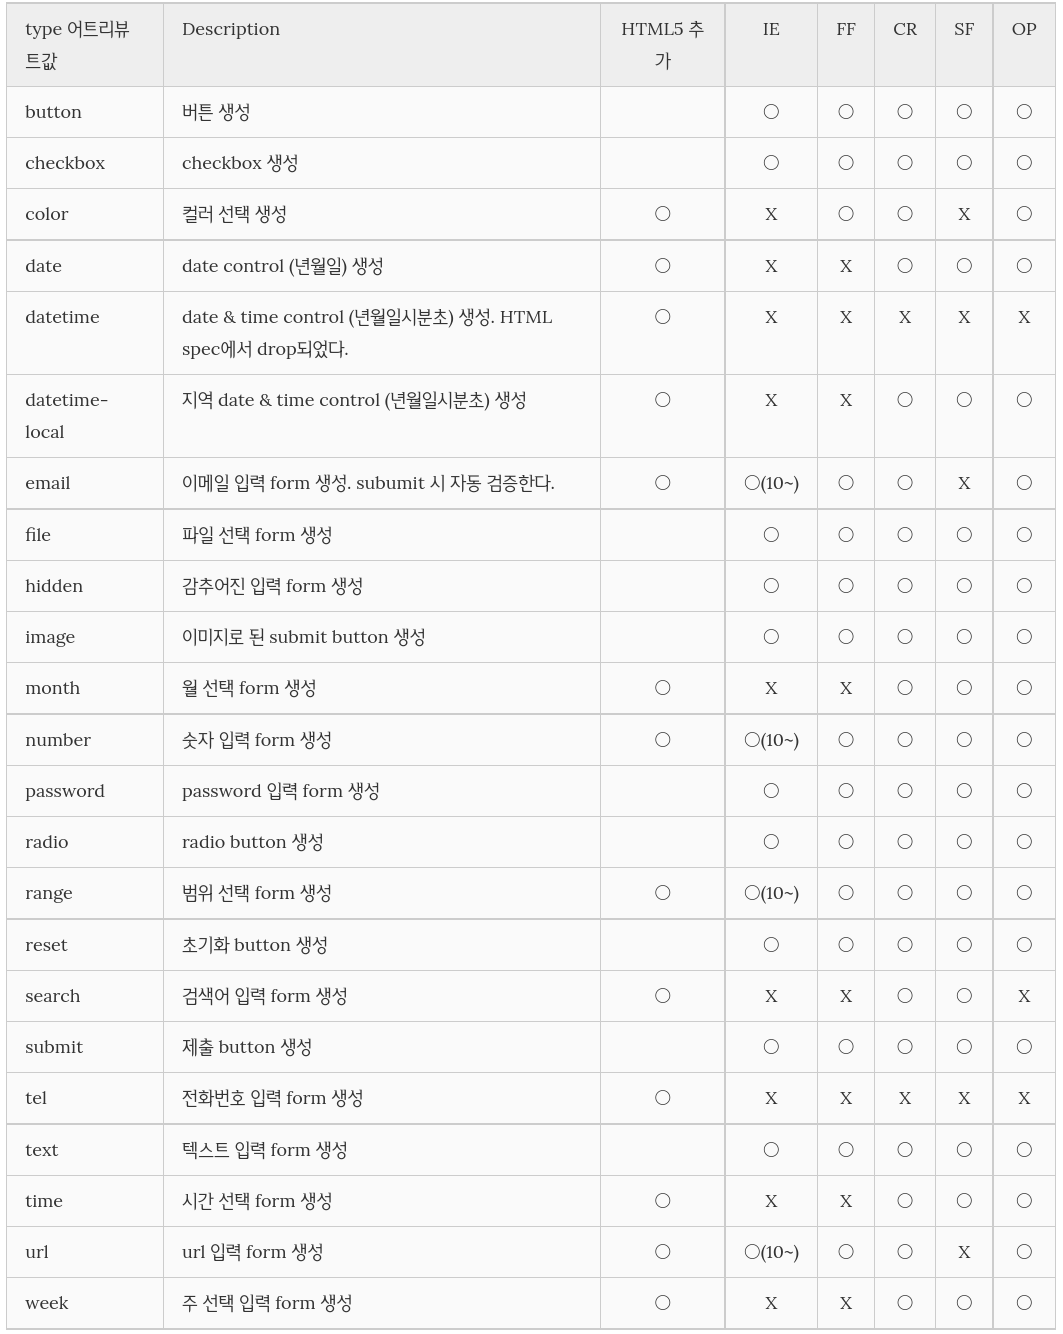 type 어트리뷰 Description HTML5 추 IE FF CR SF OP
트값 가
button 버튼 생성 ○ ○ ○ ○ ○
checkbox checkbox 생성 ○ ○ ○ ○ ○
color 컬러 선택 생성 ○ X ○ ○ X ○
date date control (년월일) 생성 ○ X X ○ ○ ○
datetime date & time control (년월일시분초) 생성. HTML ○ X X X X X
spec에서 drop되었다.
datetime- 지역 date & time control (년월일시분초) 생성 ○ X X ○ ○ ○
local
email 이메일 입력 form 생성. subumit 시 자동 검증한다. ○ ○(10~) ○ ○ X ○
file 파일 선택 form 생성 ○ ○ ○ ○ ○
hidden 감추어진 입력 form 생성 ○ ○ ○ ○ ○
image 이미지로 된 submit button 생성 ○ ○ ○ ○ ○
month 월 선택 form 생성 ○ X X ○ ○ ○
number 숫자 입력 form 생성 ○ ○(10~) ○ ○ ○ ○
password password 입력 form 생성 ○ ○ ○ ○ ○
radio radio button 생성 ○ ○ ○ ○ ○
range 범위 선택 form 생성 ○ ○(10~) ○ ○ ○ ○
reset 초기화 button 생성 ○ ○ ○ ○ ○
search 검색어 입력 form 생성 ○ X X ○ ○ X
submit 제출 button 생성 ○ ○ ○ ○ ○
tel 전화번호 입력 form 생성 ○ X X X X X
text 텍스트 입력 form 생성 ○ ○ ○ ○ ○
time 시간 선택 form 생성 ○ X X ○ ○ ○
url url 입력 form 생성 ○ ○(10~) ○ ○ X ○
week 주 선택 입력 form 생성 ○ X X ○ ○ ○